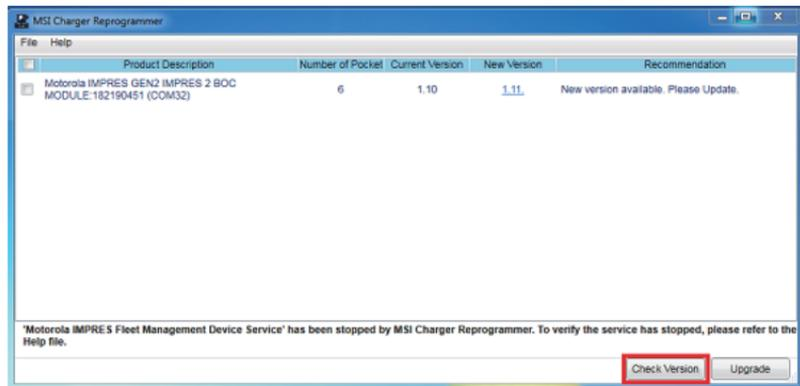 MSI Charger Reprogrammer
File Help
Product Description Number of Pocket Current Version New Version Recommendation
Motorola IMPRES GEN2 IMPRES 2 BOC
MODULE:182190451 (COM32) 6 1.10 1.11. New version available. Please Update.
'Motorola IMPRES Fleet Management Device Service' has been stopped by MSI Charger Reprogrammer. To verify the service has stopped, please refer to the
Help file.
Check Version Upgrade